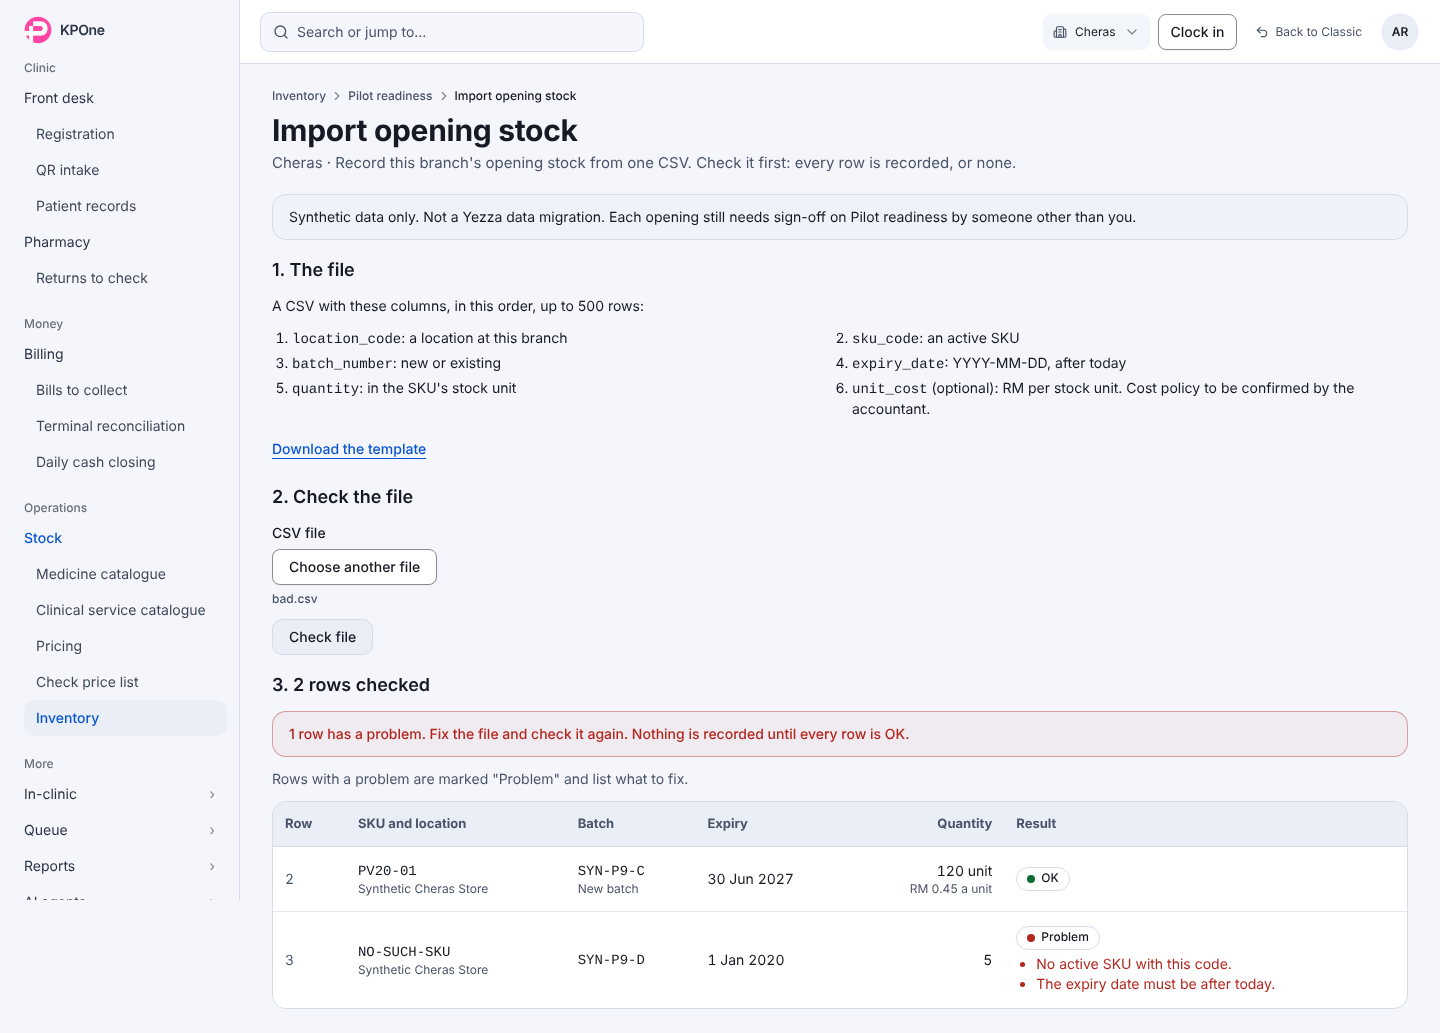 KPOne
Search or jump to...
Cheras
Clock in
Back to Classic
AR
Clinic
Front desk
Registration
QR intake
Patient records
Pharmacy
Returns to check
Money
Billing
Bills to collect
Terminal reconciliation
Daily cash closing
Operations
Stock
Medicine catalogue
Clinical service catalogue
Pricing
Check price list
Inventory
More
In-clinic
Queue
Reports
Inventory > Pilot readiness > Import opening stock
Import opening stock
Cheras · Record this branch's opening stock from one CSV. Check it first: every row is recorded, or none.
Synthetic data only. Not a Yezza data migration. Each opening still needs sign-off on Pilot readiness by someone other than you.
1. The file
A CSV with these columns, in this order, up to 500 rows:
1. location_code: a location at this branch
2. sku_code: an active SKU
3. batch_number: new or existing
4. expiry_date: YYYY-MM-DD, after today
5. quantity: in the SKU's stock unit
6. unit_cost (optional): RM per stock unit. Cost policy to be confirmed by the
accountant.
Download the template
2. Check the file
CSV file
Choose another file
bad.csv
Check file
3. 2 rows checked
1 row has a problem. Fix the file and check it again. Nothing is recorded until every row is OK.
Rows with a problem are marked "Problem" and list what to fix.
Row SKU and location Batch Expiry Quantity Result
2 PV20-01 SYN-P9-C 30 Jun 2027 120 unit OK
Synthetic Cheras Store New batch RM 0.45 a unit
3 NO-SUCH-SKU SYN-P9-D 1 Jan 2020 5 Problem
Synthetic Cheras Store
No active SKU with this code.
The expiry date must be after today.